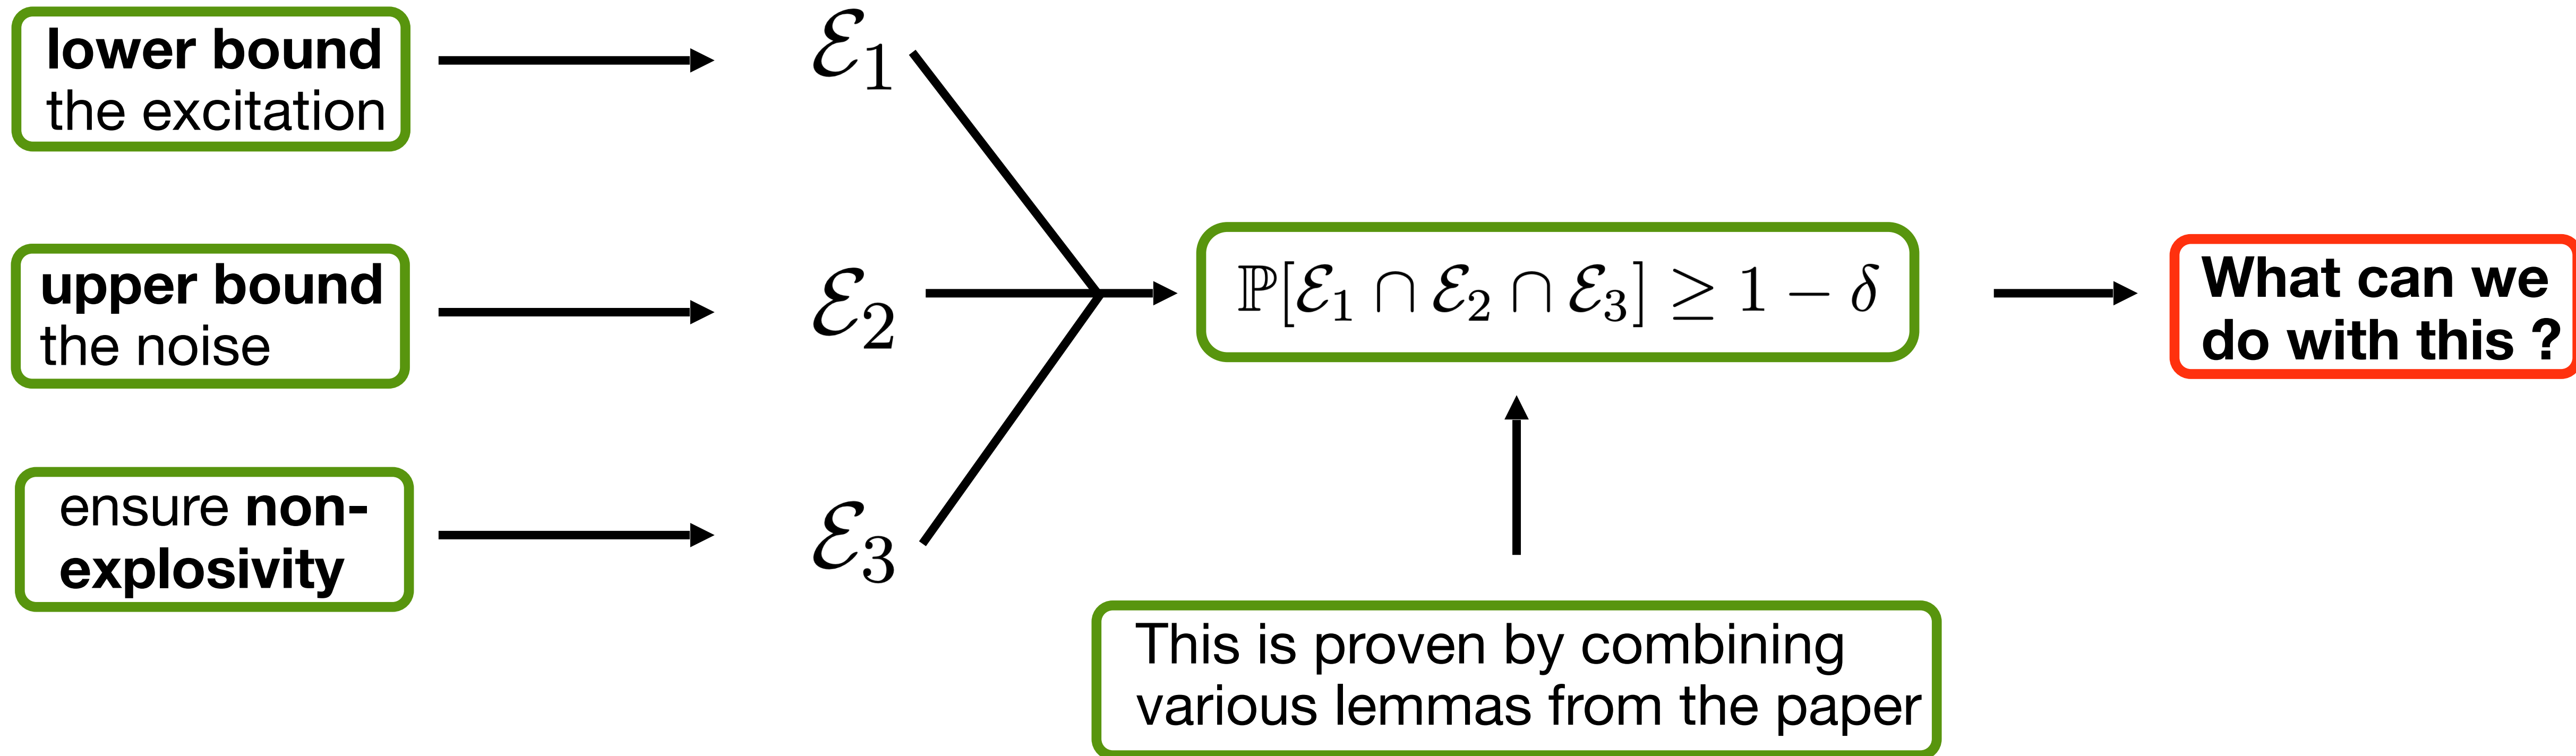 lower bound
the excitation
ℰ₁
upper bound
the noise
ℰ₂
ℙ[ℰ₁ ∩ ℰ₂ ∩ ℰ₃] ≥ 1 − δ
What can we
do with this ?
ensure non-
explosivity
ℰ₃
This is proven by combining
various lemmas from the paper